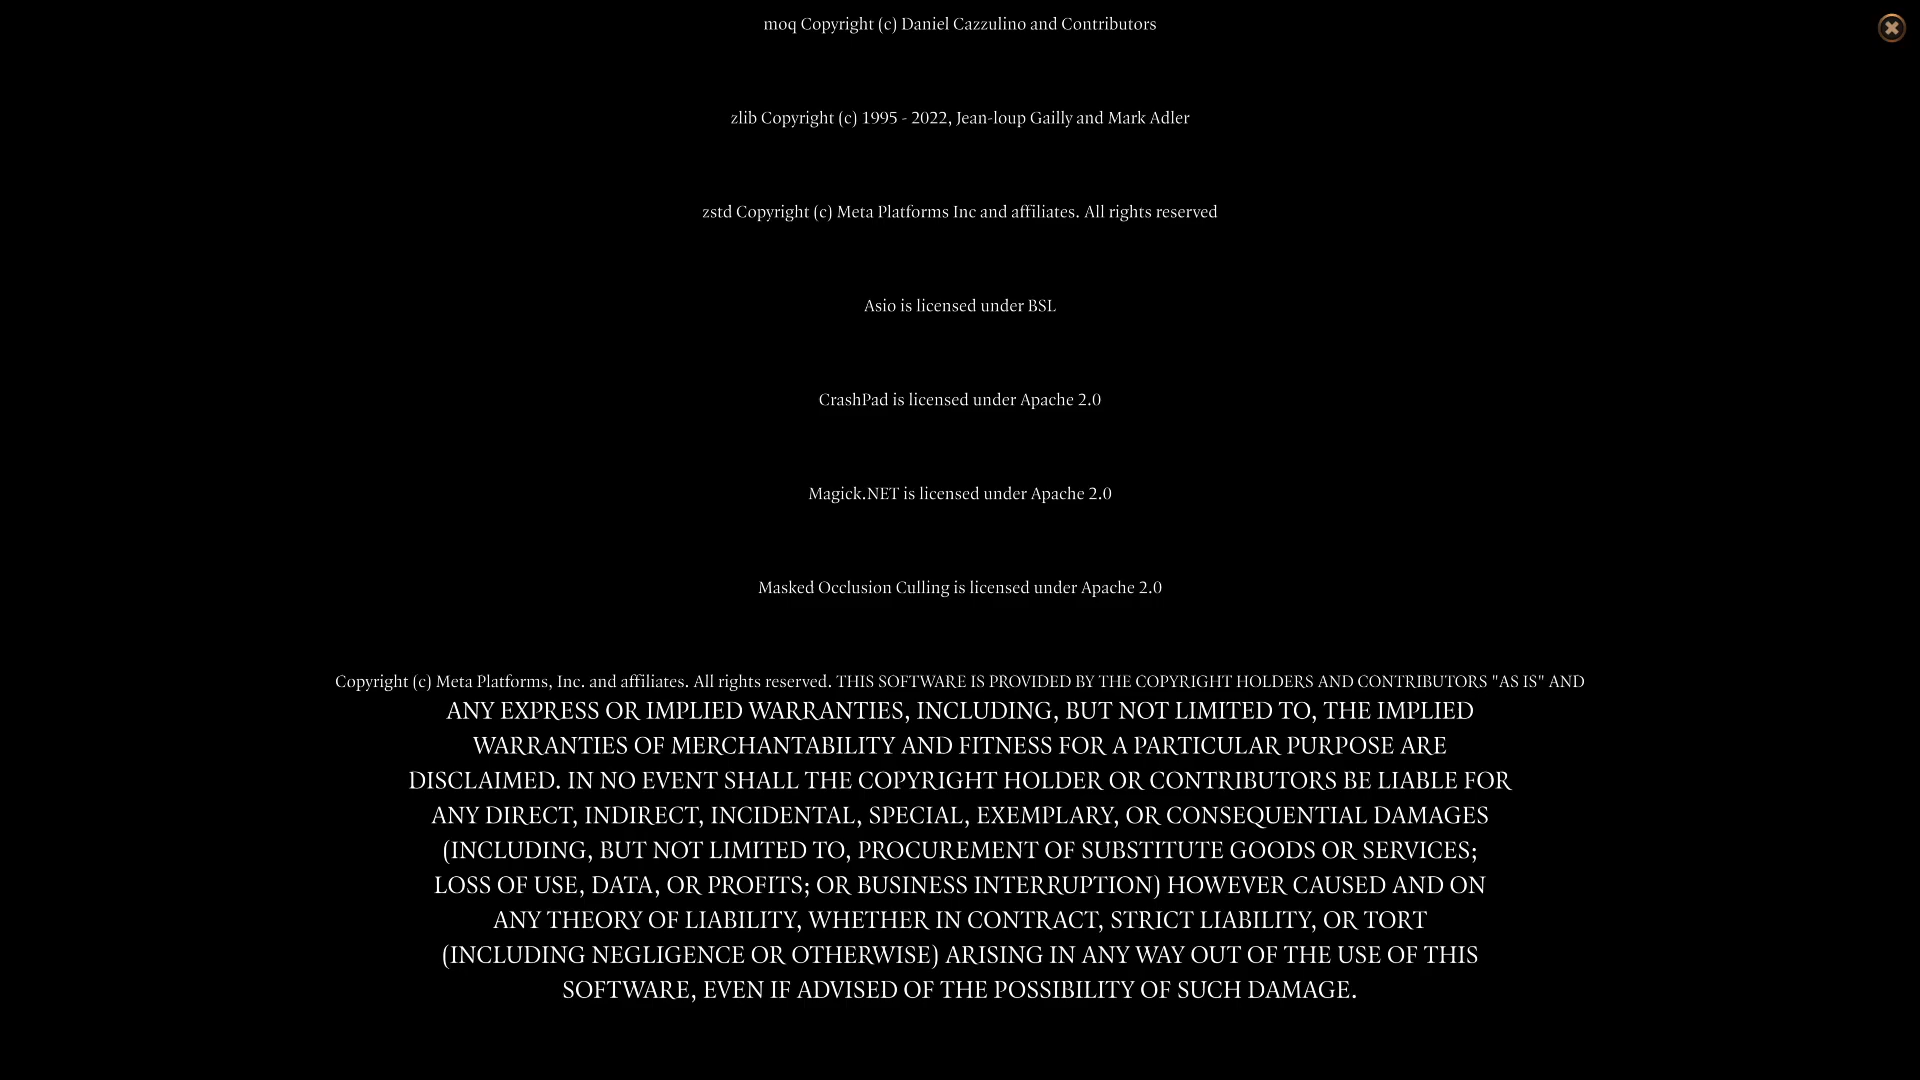 moq Copyright (c) Daniel Cazzulino and Contributors
zlib Copyright (c) 1995 - 2022, Jean-loup Gailly and Mark Adler
zstd Copyright (c) Meta Platforms Inc and affiliates. All rights reserved
Asio is licensed under BSL
CrashPad is licensed under Apache 2.0
Magick.NET is licensed under Apache 2.0
Masked Occlusion Culling is licensed under Apache 2.0
Copyright (c) Meta Platforms, Inc. and affiliates. All rights reserved. THIS SOFTWARE IS PROVIDED BY THE COPYRIGHT HOLDERS AND CONTRIBUTORS "AS IS" AND
ANY EXPRESS OR IMPLIED WARRANTIES, INCLUDING, BUT NOT LIMITED TO, THE IMPLIED
WARRANTIES OF MERCHANTABILITY AND FITNESS FOR A PARTICULAR PURPOSE ARE
DISCLAIMED. IN NO EVENT SHALL THE COPYRIGHT HOLDER OR CONTRIBUTORS BE LIABLE FOR
ANY DIRECT, INDIRECT, INCIDENTAL, SPECIAL, EXEMPLARY, OR CONSEQUENTIAL DAMAGES
(INCLUDING, BUT NOT LIMITED TO, PROCUREMENT OF SUBSTITUTE GOODS OR SERVICES;
LOSS OF USE, DATA, OR PROFITS; OR BUSINESS INTERRUPTION) HOWEVER CAUSED AND ON
ANY THEORY OF LIABILITY, WHETHER IN CONTRACT, STRICT LIABILITY, OR TORT
(INCLUDING NEGLIGENCE OR OTHERWISE) ARISING IN ANY WAY OUT OF THE USE OF THIS
SOFTWARE, EVEN IF ADVISED OF THE POSSIBILITY OF SUCH DAMAGE.